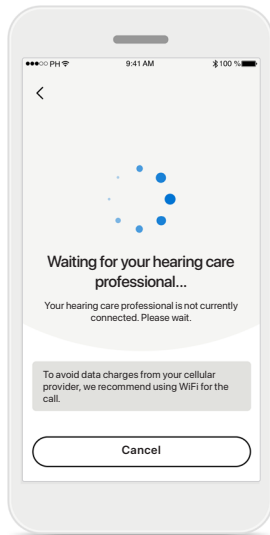 ●●●○○ PH 9:41 AM 100 %
Waiting for your hearing care
professional...
Your hearing care professional is not currently
connected. Please wait.
To avoid data charges from your cellular
provider, we recommend using WiFi for the
call.
Cancel